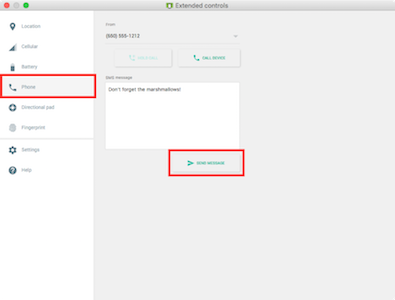 Extended controls
Location
Cellular
Battery
Phone
Directional pad
Fingerprint
Settings
Help
From
(650) 555-1212
HOLD CALL
CALL DEVICE
SMS message
Don't forget the marshmallows!
SEND MESSAGE